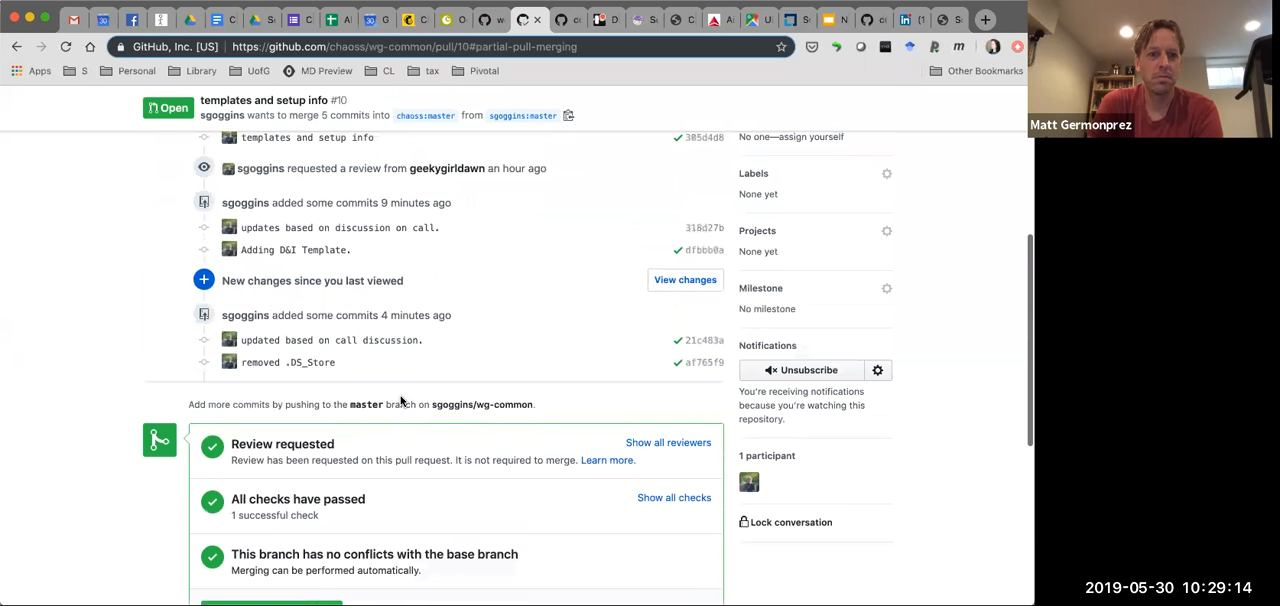 C
C
S
C
Al
G
C
C
O
w
c
D
S
C
A
U
S
N
c
(1
S
GitHub, Inc. [US]
https://github.com/chaoss/wg-common/pull/10#partial-pull-merging
Apps
S
Personal
Library
UofG
MD Preview
CL
tax
Pivotal
Other Bookmarks
Open
templates and setup info #10
sgoggins wants to merge 5 commits into chaoss:master from sgoggins:master
templates and setup info
385d4d8
No one—assign yourself
sgoggins requested a review from geekygirldawn an hour ago
Labels
None yet
sgoggins added some commits 9 minutes ago
updates based on discussion on call.
318d27b
Adding D&I Template.
dfbbb0a
Projects
None yet
New changes since you last viewed
View changes
Milestone
No milestone
sgoggins added some commits 4 minutes ago
updated based on call discussion.
21c483a
removed .DS_Store
af765f9
Notifications
Unsubscribe
You're receiving notifications
because you're watching this
repository.
Add more commits by pushing to the master branch on sgoggins/wg-common.
Review requested
Show all reviewers
Review has been requested on this pull request. It is not required to merge. Learn more.
1 participant
All checks have passed
Show all checks
1 successful check
Lock conversation
This branch has no conflicts with the base branch
Merging can be performed automatically.
Matt Germonprez
2019-05-30 10:29:14